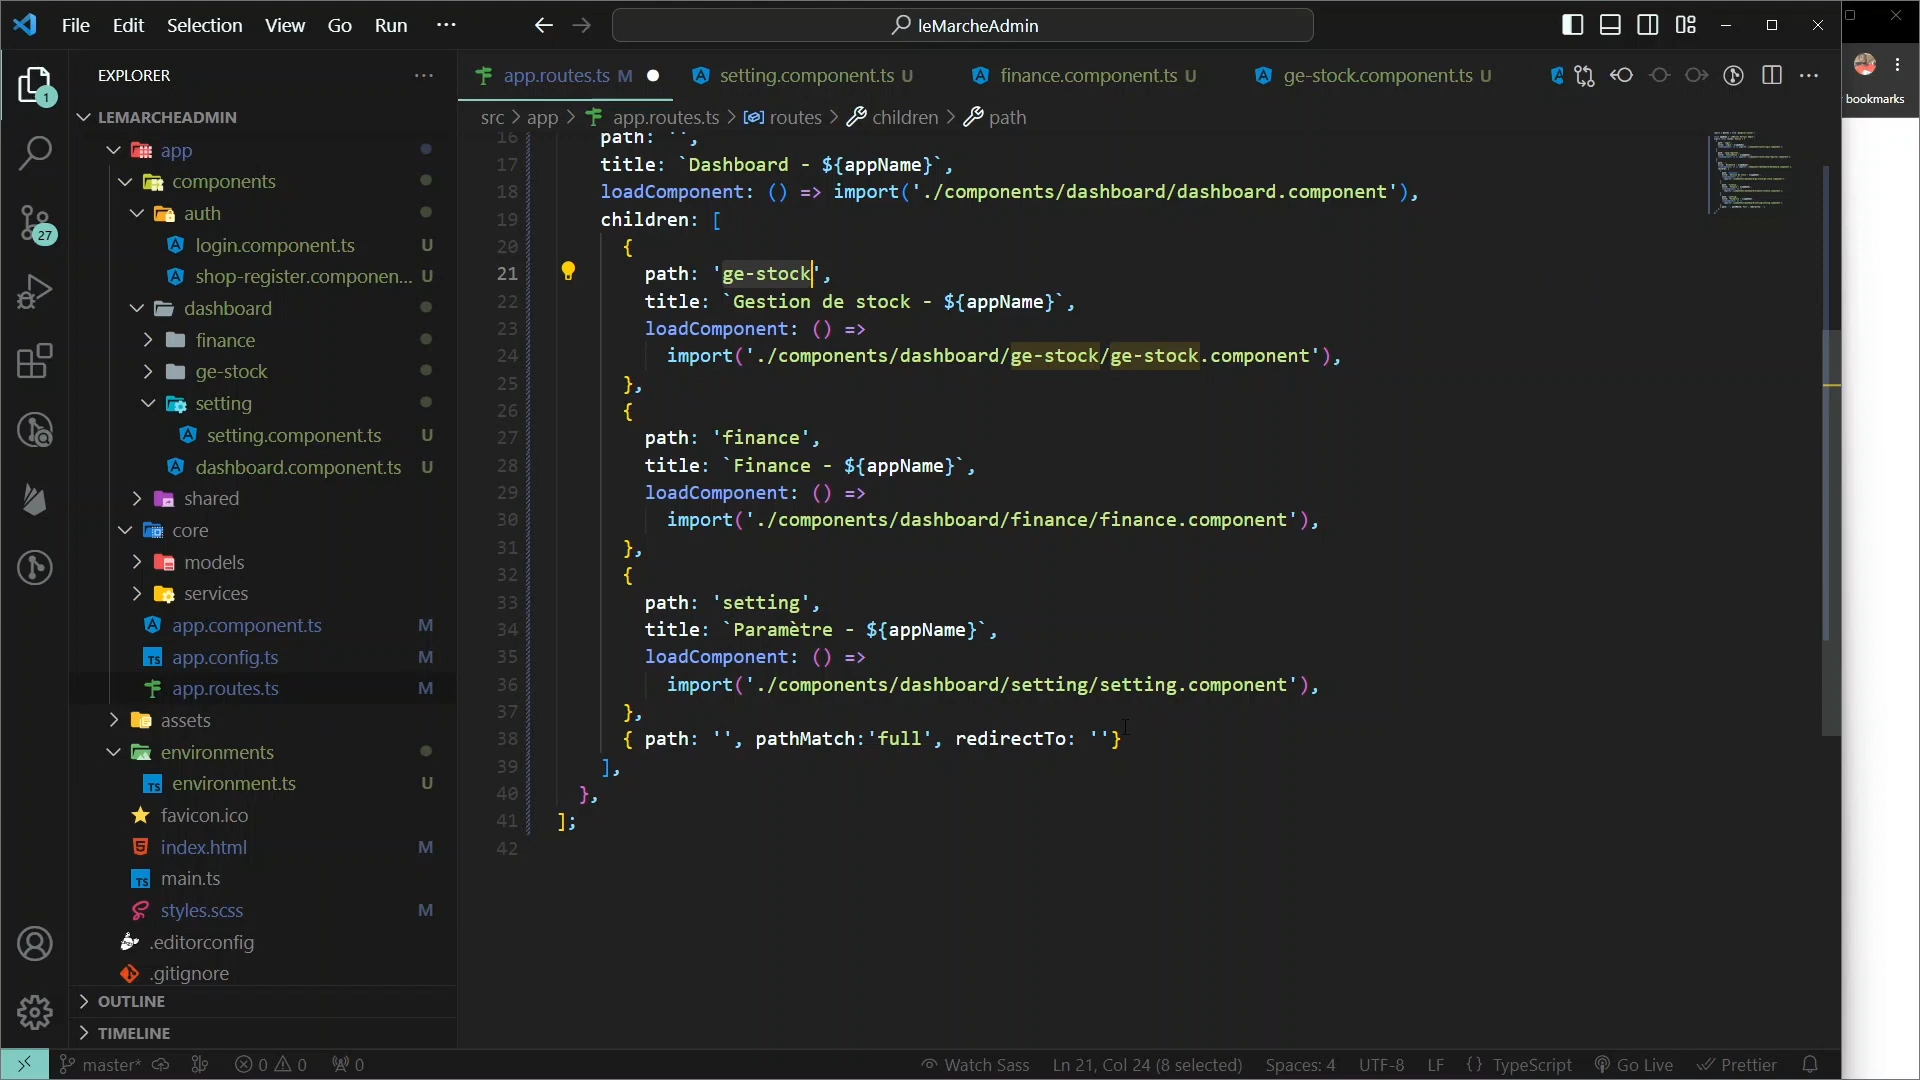 File Edit Selection View Go Run ··· leMarcheAdmin
bookmarks
EXPLORER
LEMARCHEADMIN
app
components
auth
login.component.ts U
shop-register.componen... U
dashboard
finance
ge-stock
setting
setting.component.ts U
dashboard.component.ts U
shared
core
models
services
app.component.ts M
app.config.ts M
app.routes.ts M
assets
environments
environment.ts U
favicon.ico
index.html M
main.ts
styles.scss M
.editorconfig
.gitignore
OUTLINE
TIMELINE
1
27
app.routes.ts M setting.component.ts U finance.component.ts U ge-stock.component.ts U
src > app > app.routes.ts > routes > children > path
16 path: '',
17 title: `Dashboard - ${appName}`,
18 loadComponent: () => import('./components/dashboard/dashboard.component'),
19 children: [
20 {
21 path: 'ge-stock',
22 title: `Gestion de stock - ${appName}`,
23 loadComponent: () =>
24 import('./components/dashboard/ge-stock/ge-stock.component'),
25 },
26 {
27 path: 'finance',
28 title: `Finance - ${appName}`,
29 loadComponent: () =>
30 import('./components/dashboard/finance/finance.component'),
31 },
32 {
33 path: 'setting',
34 title: `Paramètre - ${appName}`,
35 loadComponent: () =>
36 import('./components/dashboard/setting/setting.component'),
37 },
38 { path: '', pathMatch:'full', redirectTo: ''}
39 ],
40 },
41 ];
42
master* 0 0 0 Watch Sass Ln 21, Col 24 (8 selected) Spaces: 4 UTF-8 LF {} TypeScript Go Live Prettier